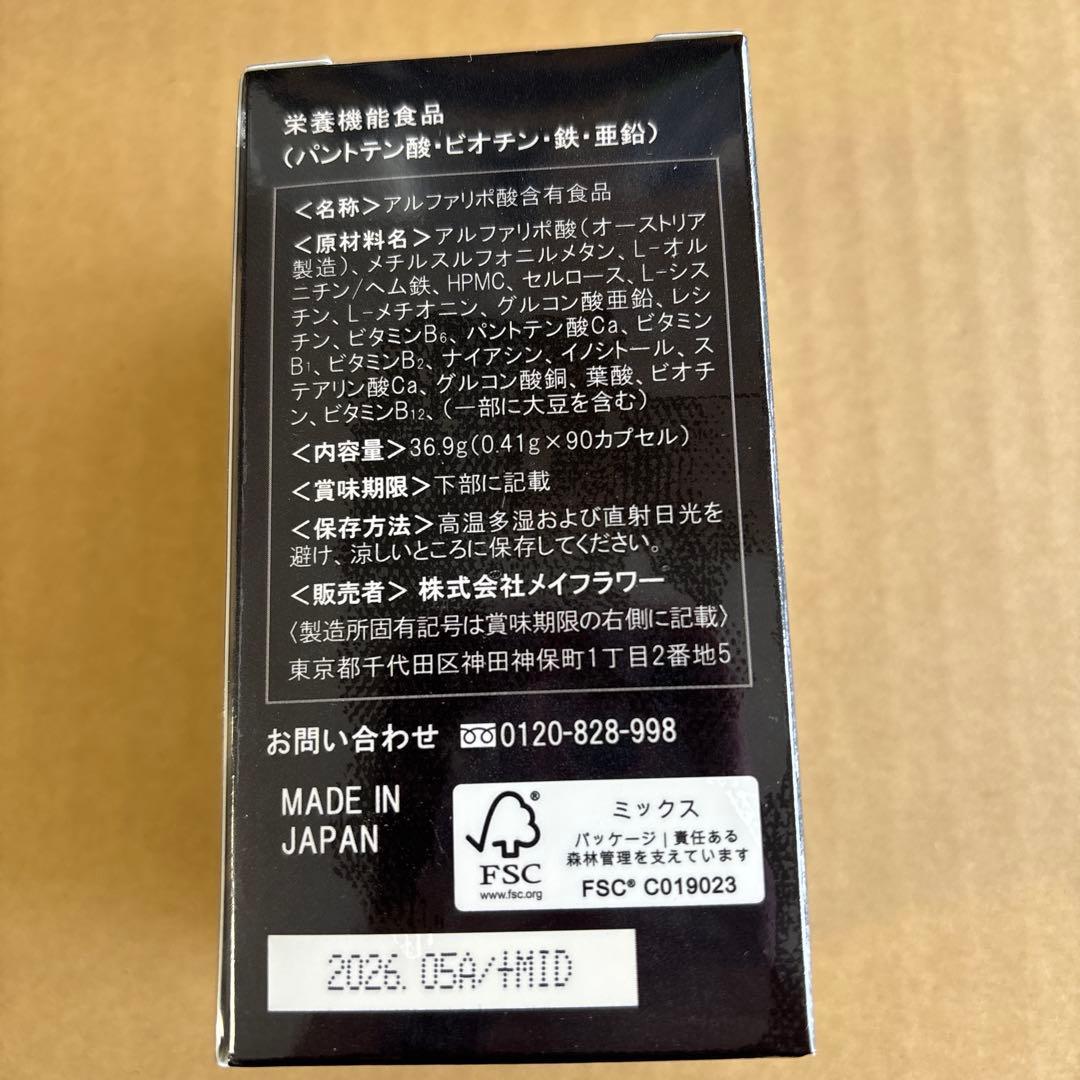 栄養機能食品
(パントテン酸・ビオチン・鉄・亜鉛)
<名称>アルファリポ酸含有食品
<原材料名>アルファリポ酸(オーストリア
製造)、メチルスルフォニルメタン、L-オル
ニチン/ヘム鉄、HPMC、セルロース、L-シス
チン、L-メチオニン、グルコン酸亜鉛、レシ
チン、ビタミンB6、パントテン酸Ca、ビタミン
B1、ビタミンB2、ナイアシン、イノシトール、ス
テアリン酸Ca、グルコン酸銅、葉酸、ビオチ
ン、ビタミンB12、(一部に大豆を含む)
<内容量>36.9g(0.41g×90カプセル)
<賞味期限>下部に記載
<保存方法>高温多湿および直射日光を
避け、涼しいところに保存してください。
<販売者> 株式会社メイフラワー
〈製造所固有記号は賞味期限の右側に記載〉
東京都千代田区神田神保町1丁目2番地5
お問い合わせ 0120-828-998
MADE IN
JAPAN
FSC
www.fsc.org
®
ミックス
パッケージ|責任ある
森林管理を支えています
FSC® C019023
2026. 05A/+MID